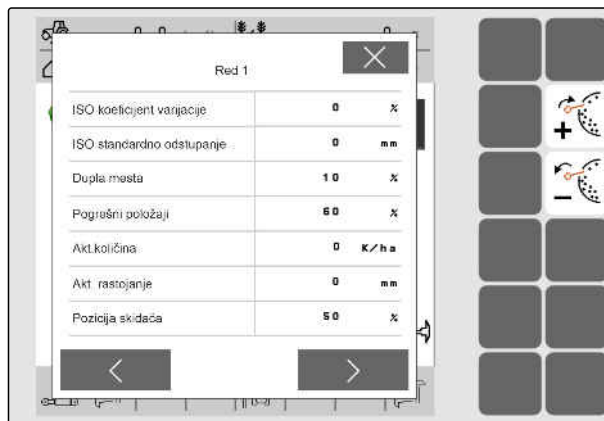 Red 1
ISO koeficijent varijacije 0 %
ISO standardno odstupanje 0 mm
Dupla mesta 10 %
Pogrešni položaji 60 %
Akt.količina 0 K/ha
Akt. rastojanje 0 mm
Pozicija skidača 50 %